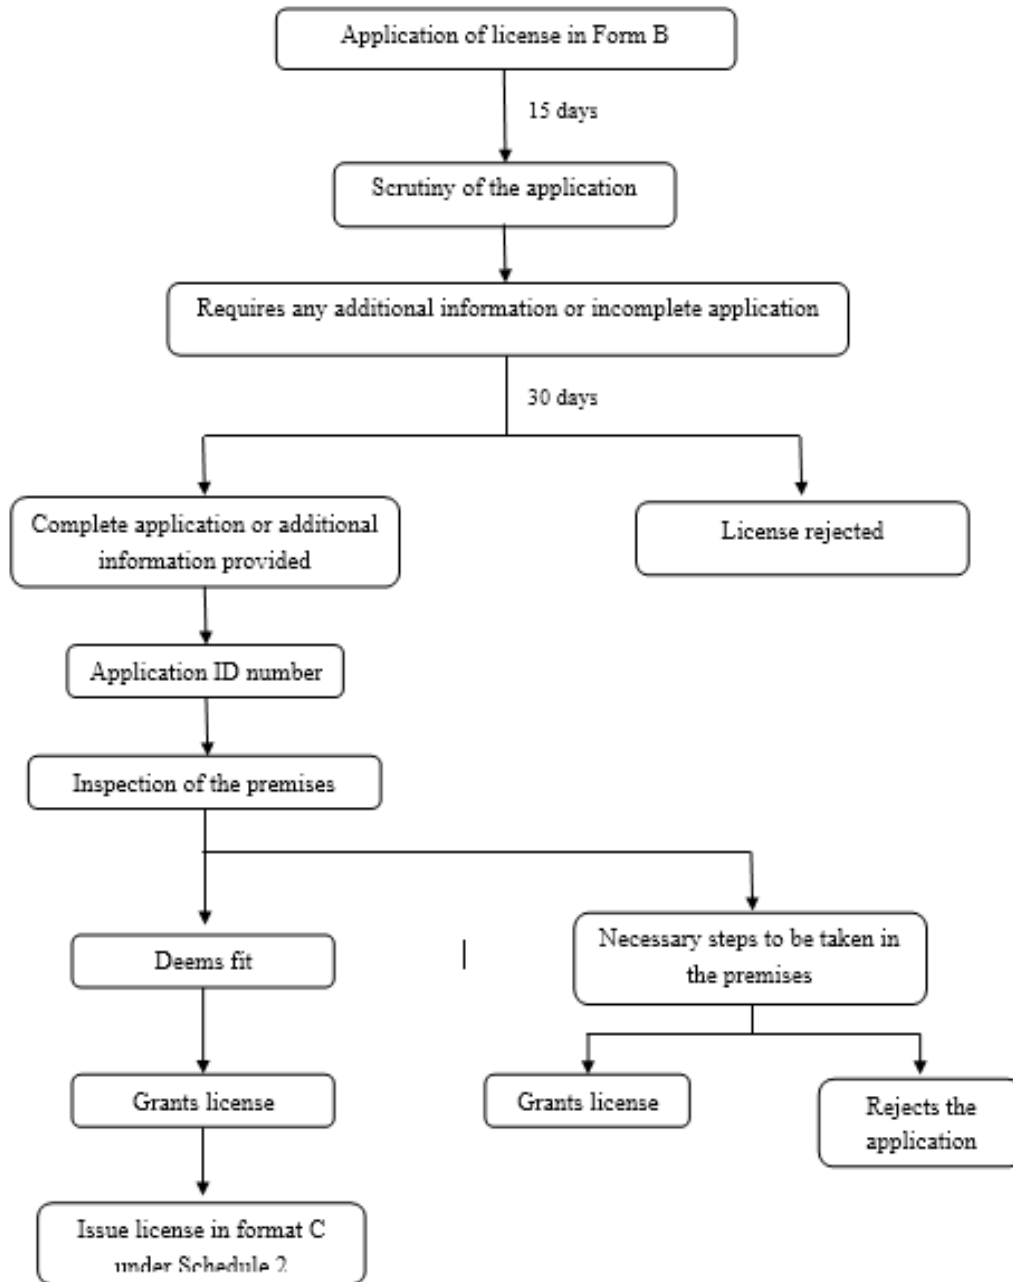 Application of license in Form B
15 days
Scrutiny of the application
Requires any additional information or incomplete application
30 days
Complete application or additional
information provided
License rejected
Application ID number
Inspection of the premises
Deems fit
Necessary steps to be taken in
the premises
Grants license
Grants license
Rejects the
application
Issue license in format C
under Schedule 2